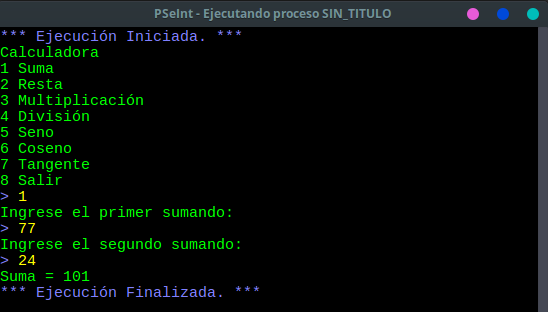 PSeInt - Ejecutando proceso SIN_TITULO
*** Ejecución Iniciada. ***
Calculadora
1 Suma
2 Resta
3 Multiplicación
4 División
5 Seno
6 Coseno
7 Tangente
8 Salir
> 1
Ingrese el primer sumando:
> 77
Ingrese el segundo sumando:
> 24
Suma = 101
*** Ejecución Finalizada. ***